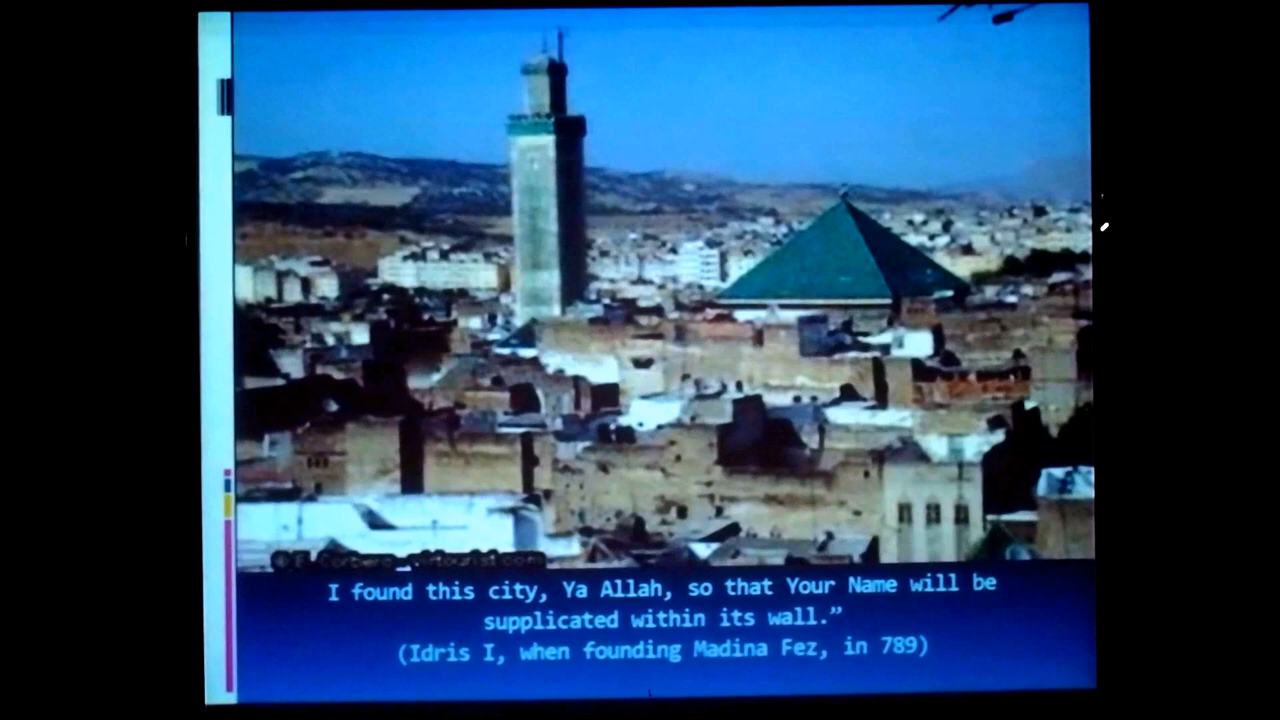 I found this city, Ya Allah, so that Your Name will be
supplicated within its wall.”
(Idris I, when founding Madina Fez, in 789)